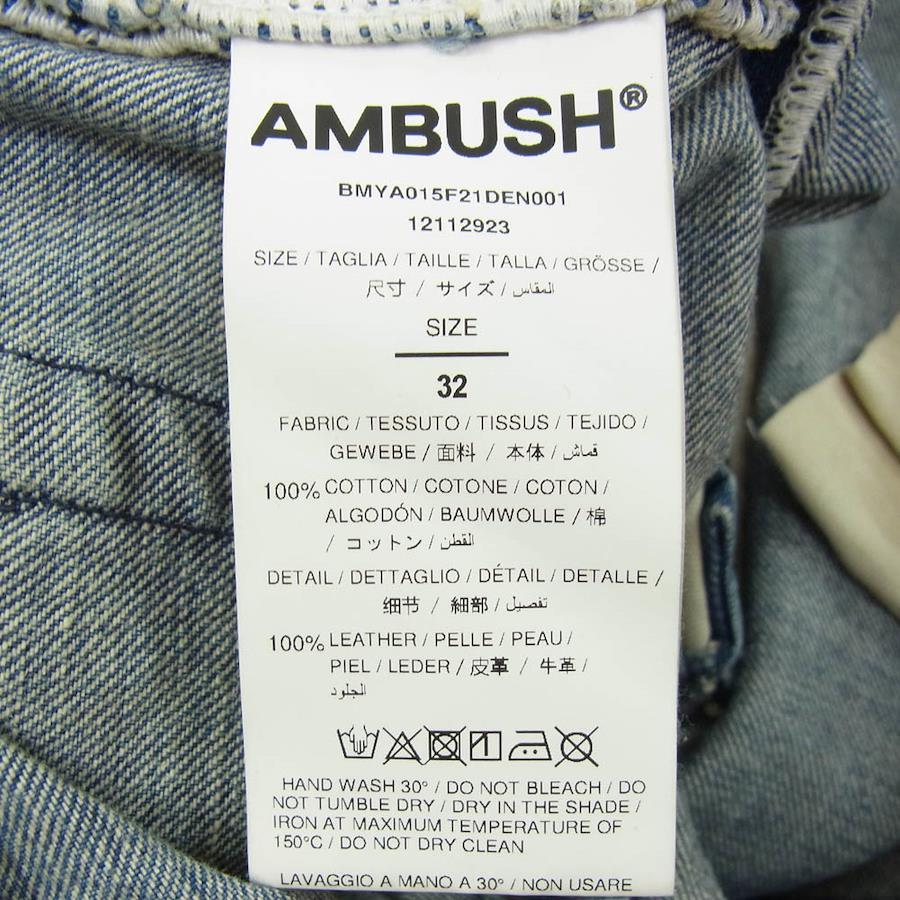 AMBUSH®
BMYA015F21DEN001
12112923
SIZE / TAGLIA / TAILLE / TALLA / GRÖSSE /
尺寸 / サイズ / المقاس
SIZE
32
FABRIC / TESSUTO / TISSUS / TEJIDO /
GEWEBE / 面料 / 本体 / قماش
100% COTTON / COTONE / COTON /
ALGODÓN / BAUMWOLLE / 棉
/ コットン / القطن
DETAIL / DETTAGLIO / DÉTAIL / DETALLE /
细节 / 細部 / تفصيل
100% LEATHER / PELLE / PEAU /
PIEL / LEDER / 皮革 / 牛革 /
الجلود
HAND WASH 30° / DO NOT BLEACH / DO
NOT TUMBLE DRY / DRY IN THE SHADE /
IRON AT MAXIMUM TEMPERATURE OF
150°C / DO NOT DRY CLEAN
LAVAGGIO A MANO A 30° / NON USARE